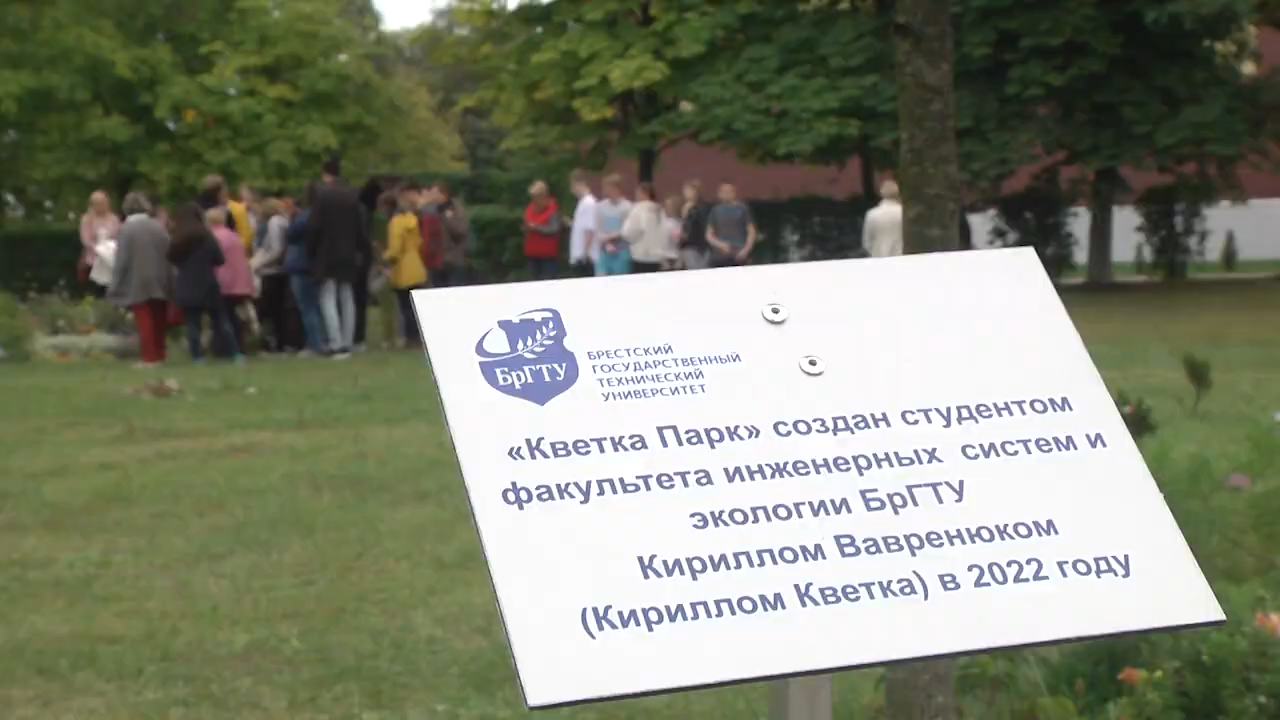 БрГТУ
БРЕСТСКИЙ
ГОСУДАРСТВЕННЫЙ
ТЕХНИЧЕСКИЙ
УНИВЕРСИТЕТ
«Кветка Парк» создан студентом
факультета инженерных систем и
экологии БрГТУ
Кириллом Вавренюком
(Кириллом Кветка) в 2022 году